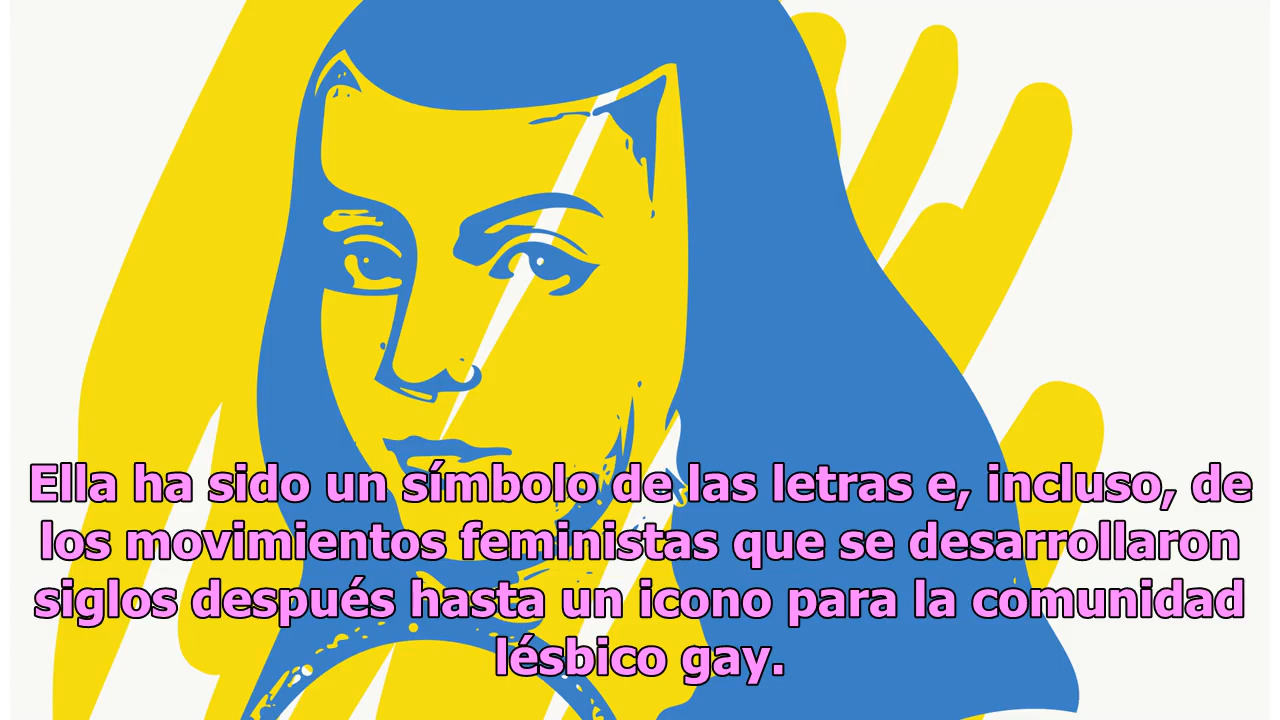 Ella ha sido un símbolo de las letras e, incluso, de
los movimientos feministas que se desarrollaron
siglos después hasta un icono para la comunidad
lésbico gay.